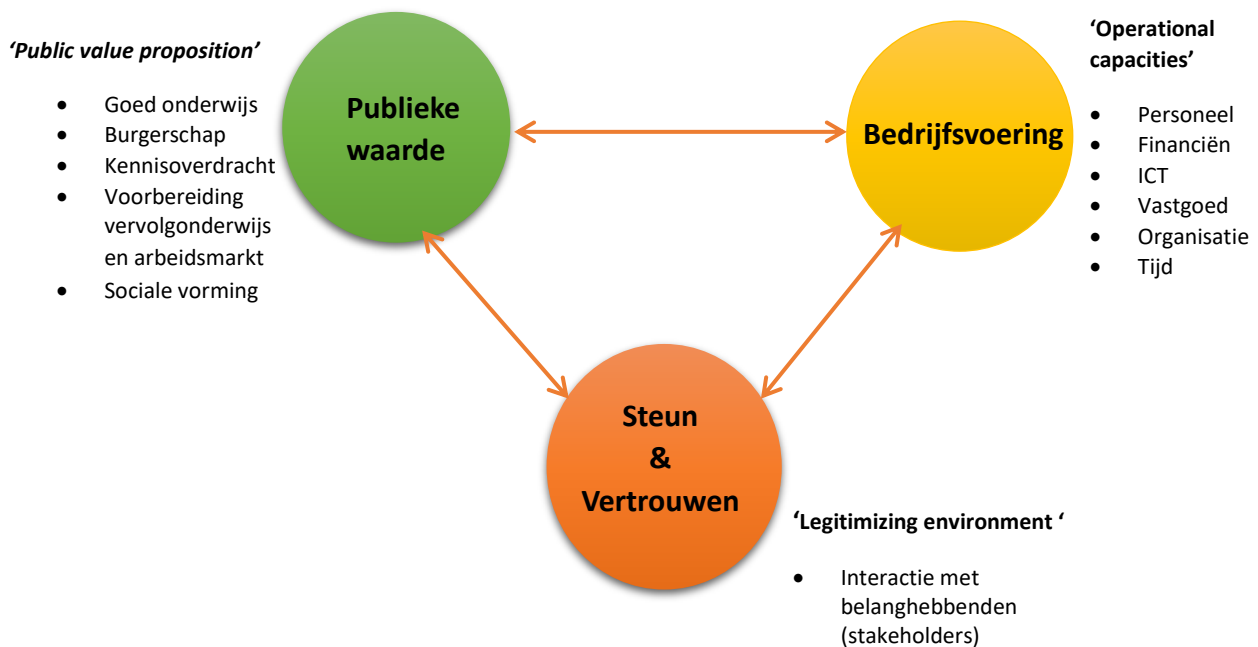 ‘Public value proposition’
• Goed onderwijs
• Burgerschap
• Kennisoverdracht
• Voorbereiding
vervolgonderwijs
en arbeidsmarkt
• Sociale vorming
Publieke
waarde
Bedrijfsvoering
‘Operational
capacities’
• Personeel
• Financiën
• ICT
• Vastgoed
• Organisatie
• Tijd
Steun
&
Vertrouwen
‘Legitimizing environment ‘
• Interactie met
belanghebbenden
(stakeholders)